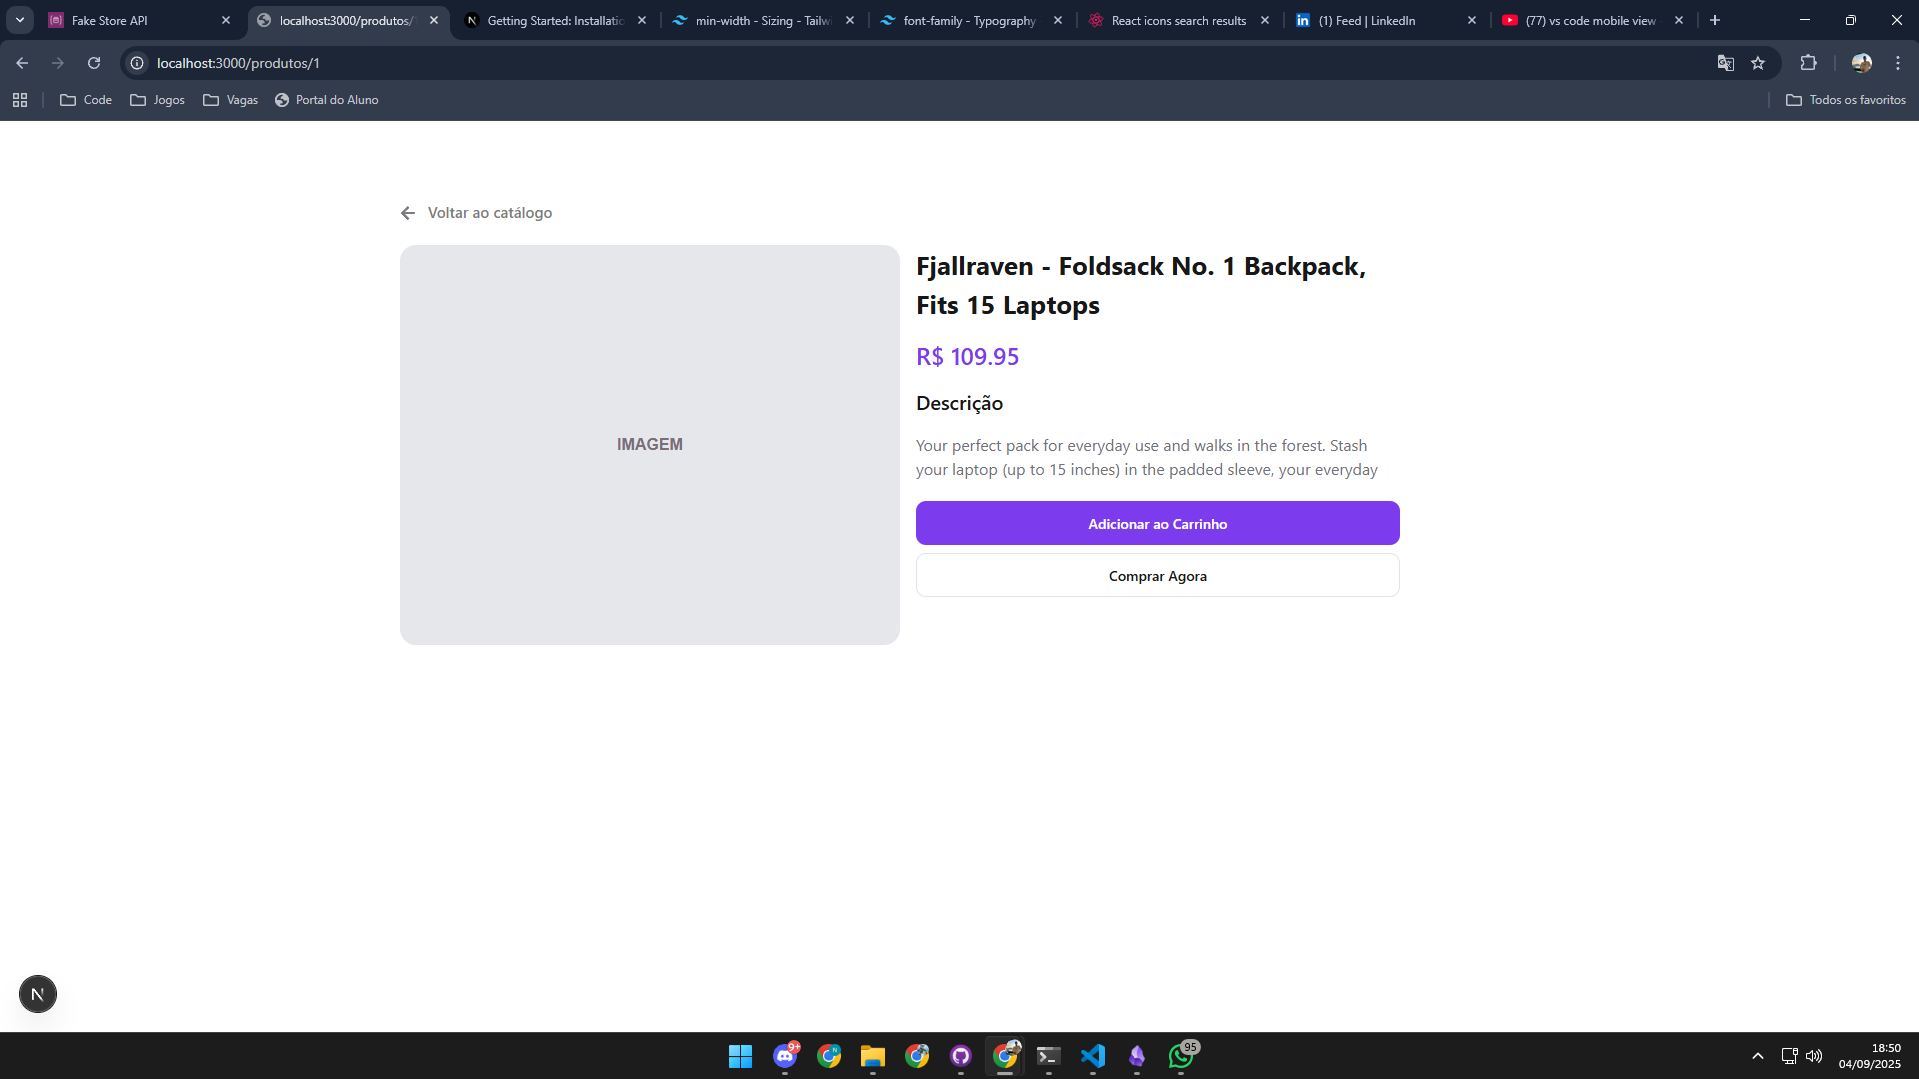 Fake Store API
localhost:3000/produtos/
Getting Started: Installatio
min-width - Sizing - Tailwi
font-family - Typography
React icons search results
(1) Feed | LinkedIn
(77) vs code mobile view
localhost:3000/produtos/1
Code
Jogos
Vagas
Portal do Aluno
Todos os favoritos
Voltar ao catálogo
IMAGEM
Fjallraven - Foldsack No. 1 Backpack,
Fits 15 Laptops
R$ 109.95
Descrição
Your perfect pack for everyday use and walks in the forest. Stash
your laptop (up to 15 inches) in the padded sleeve, your everyday
Adicionar ao Carrinho
Comprar Agora
N
9+
95
18:50
04/09/2025